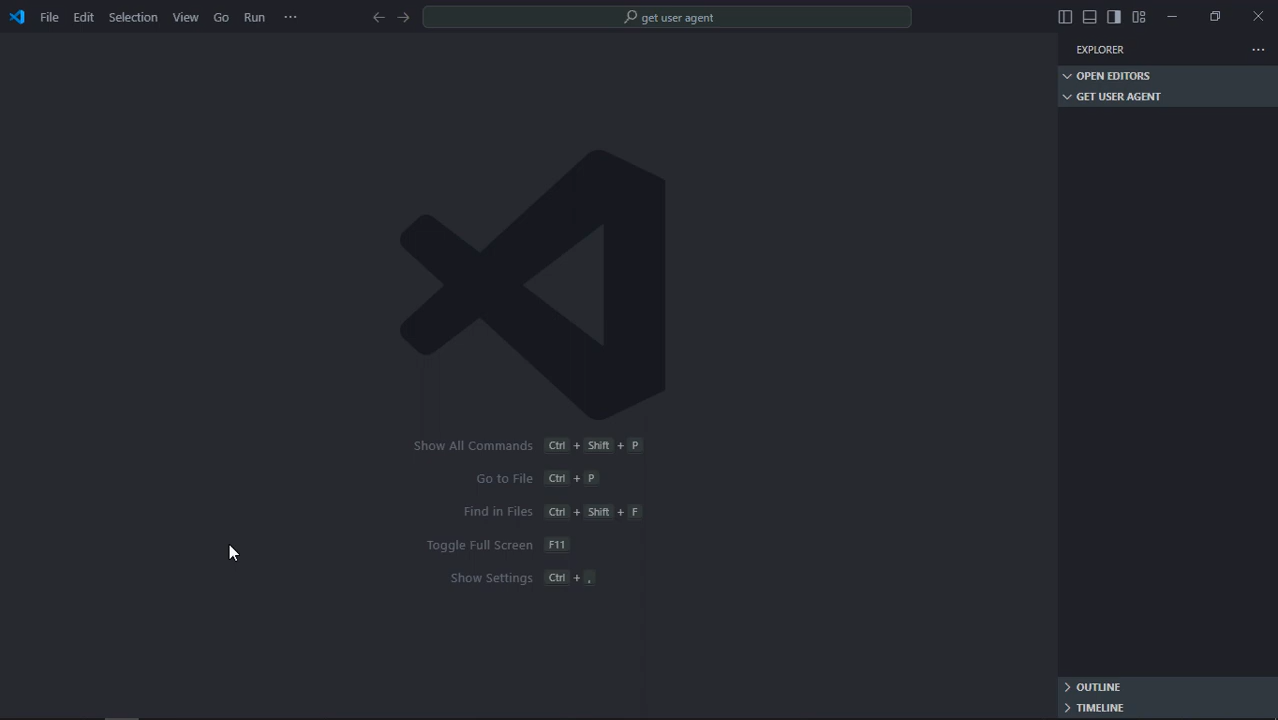 File Edit Selection View Go Run ···
get user agent
EXPLORER ···
OPEN EDITORS
GET USER AGENT
Show All Commands Ctrl + Shift + P
Go to File Ctrl + P
Find in Files Ctrl + Shift + F
Toggle Full Screen F11
Show Settings Ctrl + ,
OUTLINE
TIMELINE